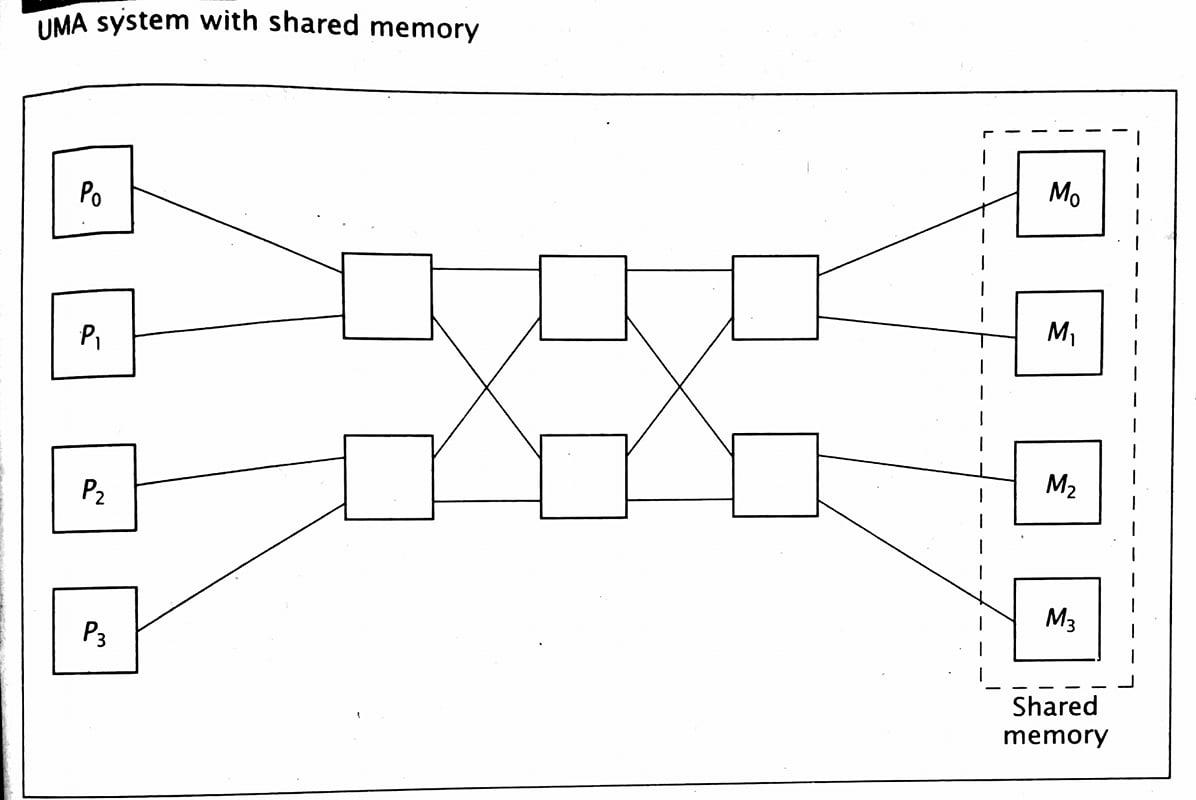 UMA system with shared memory
P0
M0
P1
M1
P2
M2
P3
M3
Shared
memory